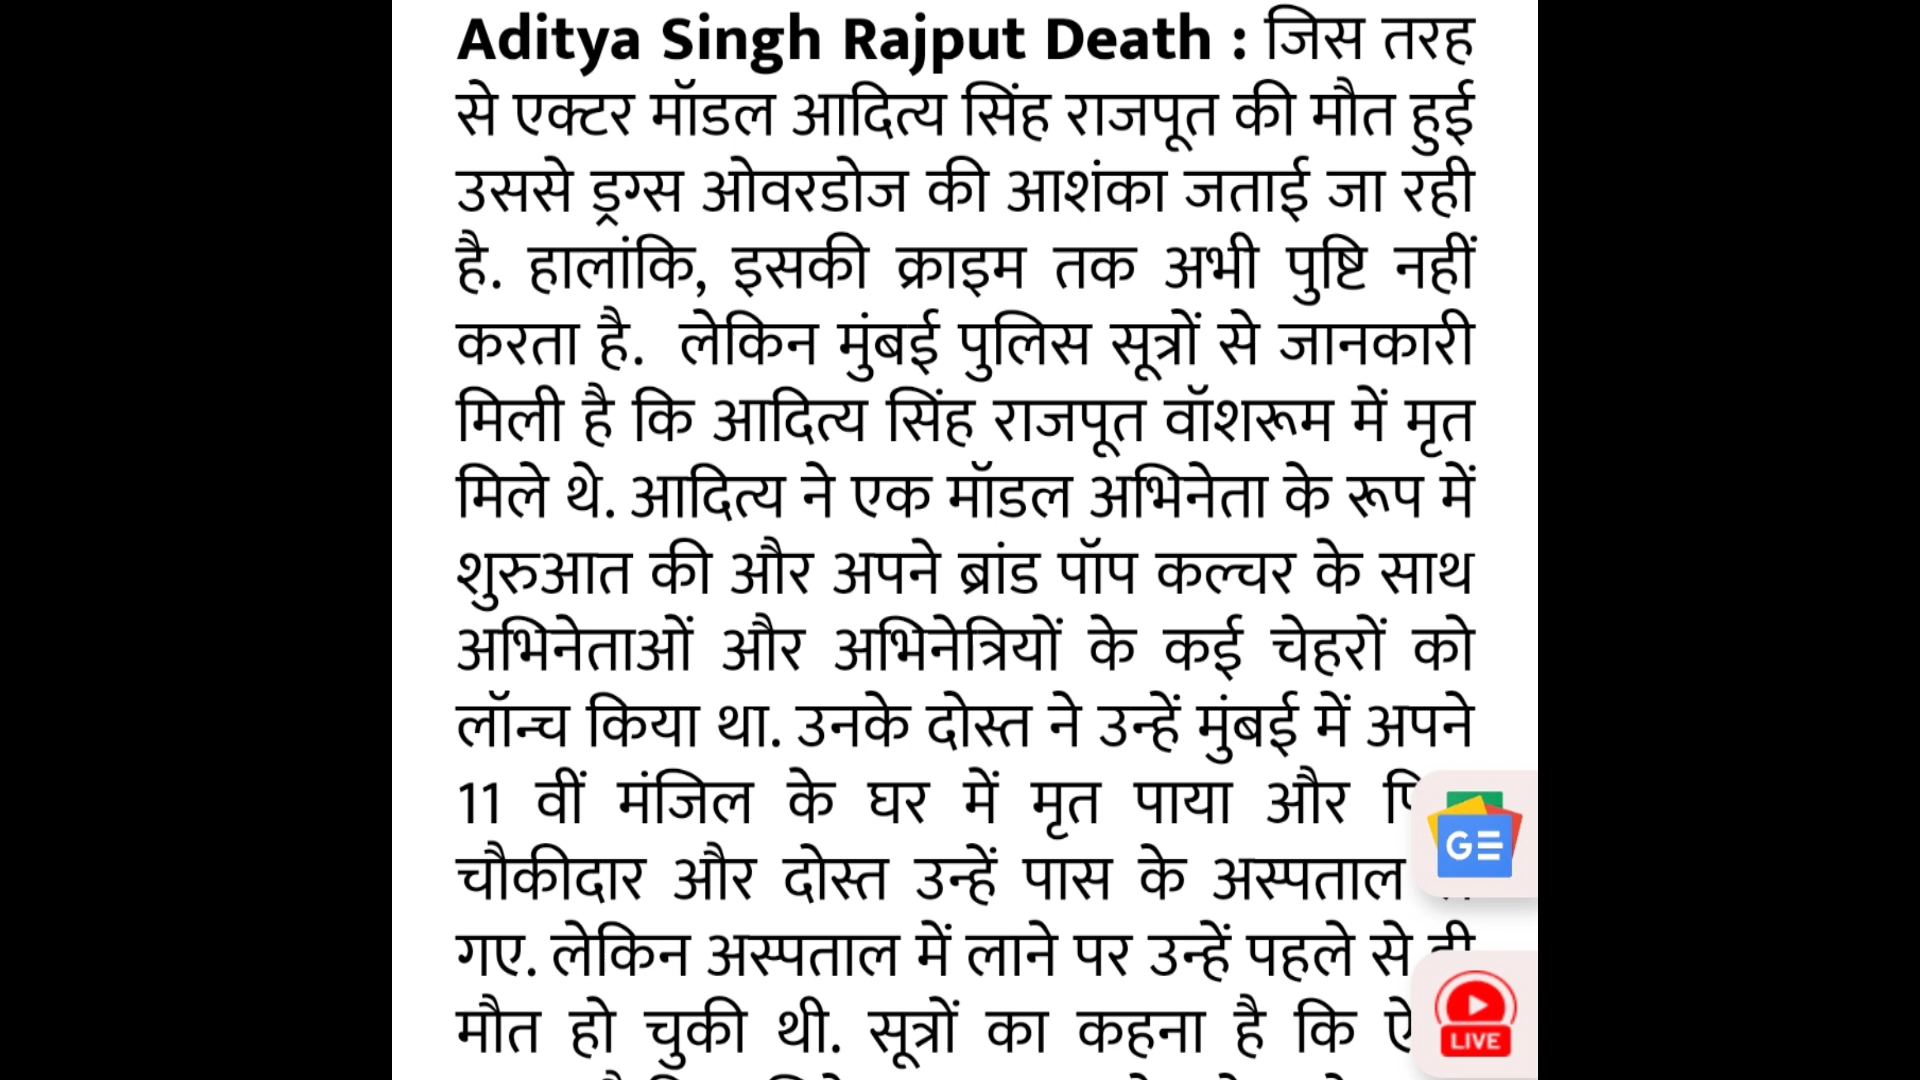 Aditya Singh Rajput Death : जिस तरह
से एक्टर मॉडल आदित्य सिंह राजपूत की मौत हुई
उससे ड्रग्स ओवरडोज की आशंका जताई जा रही
है. हालांकि, इसकी क्राइम तक अभी पुष्टि नहीं
करता है. लेकिन मुंबई पुलिस सूत्रों से जानकारी
मिली है कि आदित्य सिंह राजपूत वॉशरूम में मृत
मिले थे. आदित्य ने एक मॉडल अभिनेता के रूप में
शुरुआत की और अपने ब्रांड पॉप कल्चर के साथ
अभिनेताओं और अभिनेत्रियों के कई चेहरों को
लॉन्च किया था. उनके दोस्त ने उन्हें मुंबई में अपने
11 वीं मंजिल के घर में मृत पाया और
चौकीदार और दोस्त उन्हें पास के अस्पताल
गए. लेकिन अस्पताल में लाने पर उन्हें पहले से
मौत हो चुकी थी. सूत्रों का कहना है कि
GE
LIVE